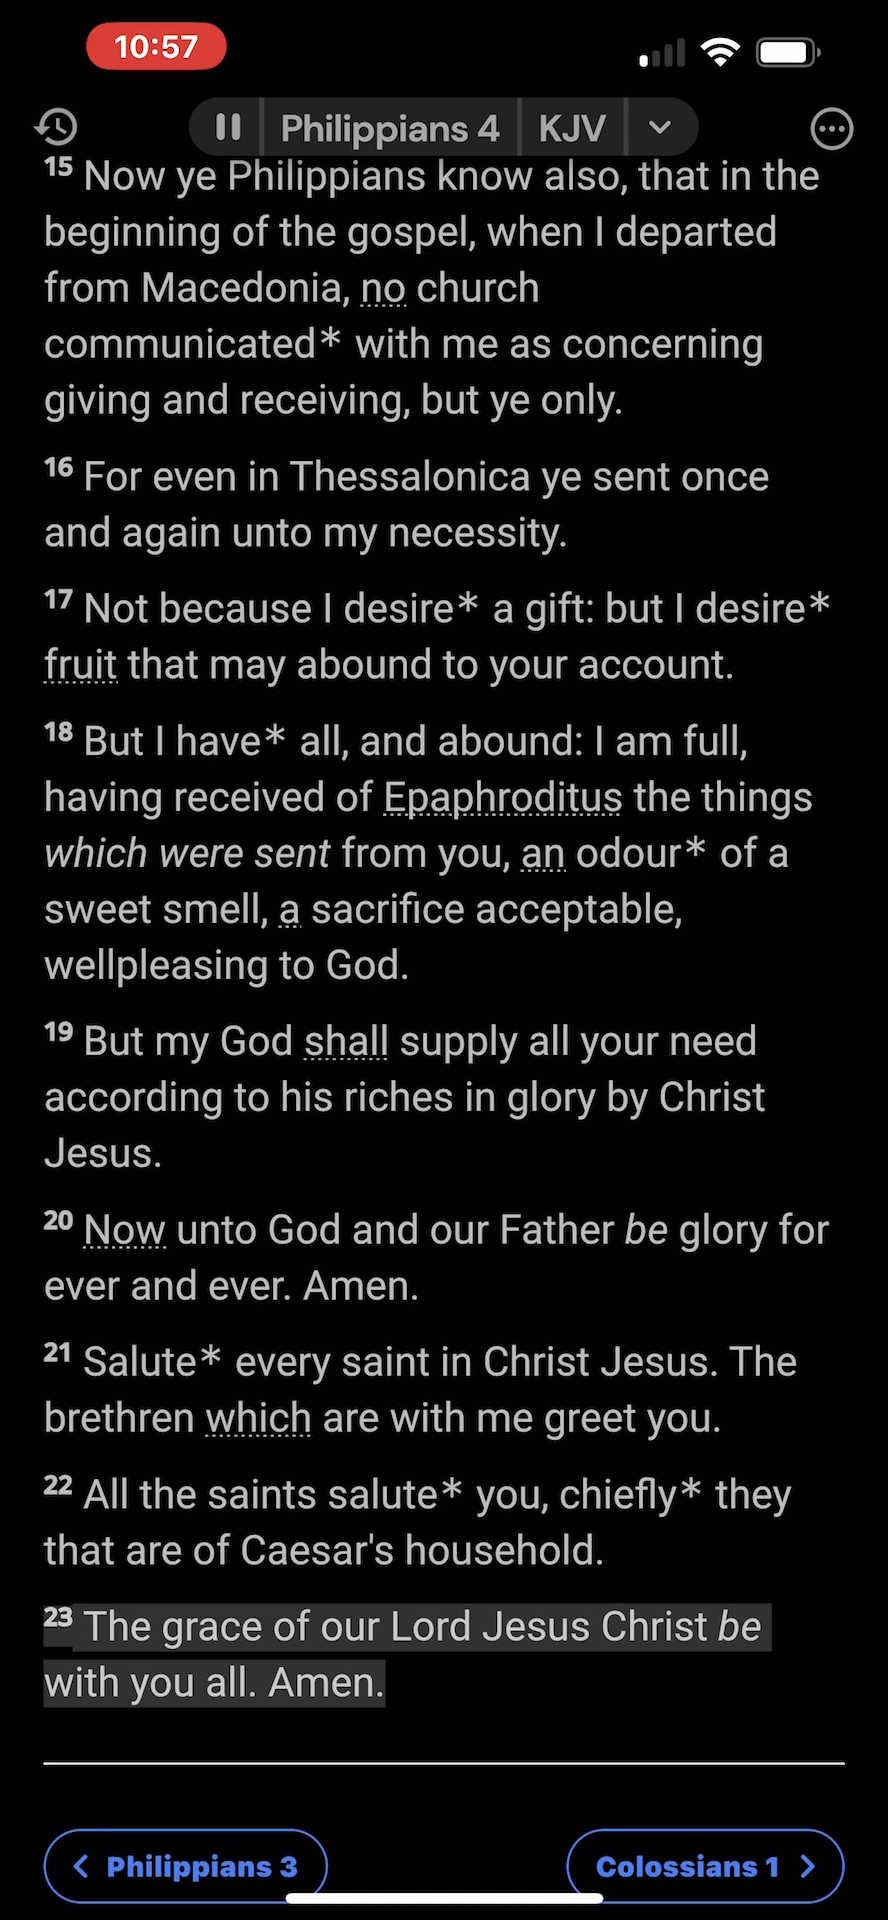 10:57
Philippians 4 KJV
15 Now ye Philippians know also, that in the
beginning of the gospel, when I departed
from Macedonia, no church
communicated* with me as concerning
giving and receiving, but ye only.
16 For even in Thessalonica ye sent once
and again unto my necessity.
17 Not because I desire* a gift: but I desire*
fruit that may abound to your account.
18 But I have* all, and abound: I am full,
having received of Epaphroditus the things
which were sent from you, an odour* of a
sweet smell, a sacrifice acceptable,
wellpleasing to God.
19 But my God shall supply all your need
according to his riches in glory by Christ
Jesus.
20 Now unto God and our Father be glory for
ever and ever. Amen.
21 Salute* every saint in Christ Jesus. The
brethren which are with me greet you.
22 All the saints salute* you, chiefly* they
that are of Caesar's household.
23 The grace of our Lord Jesus Christ be
with you all. Amen.
Philippians 3
Colossians 1